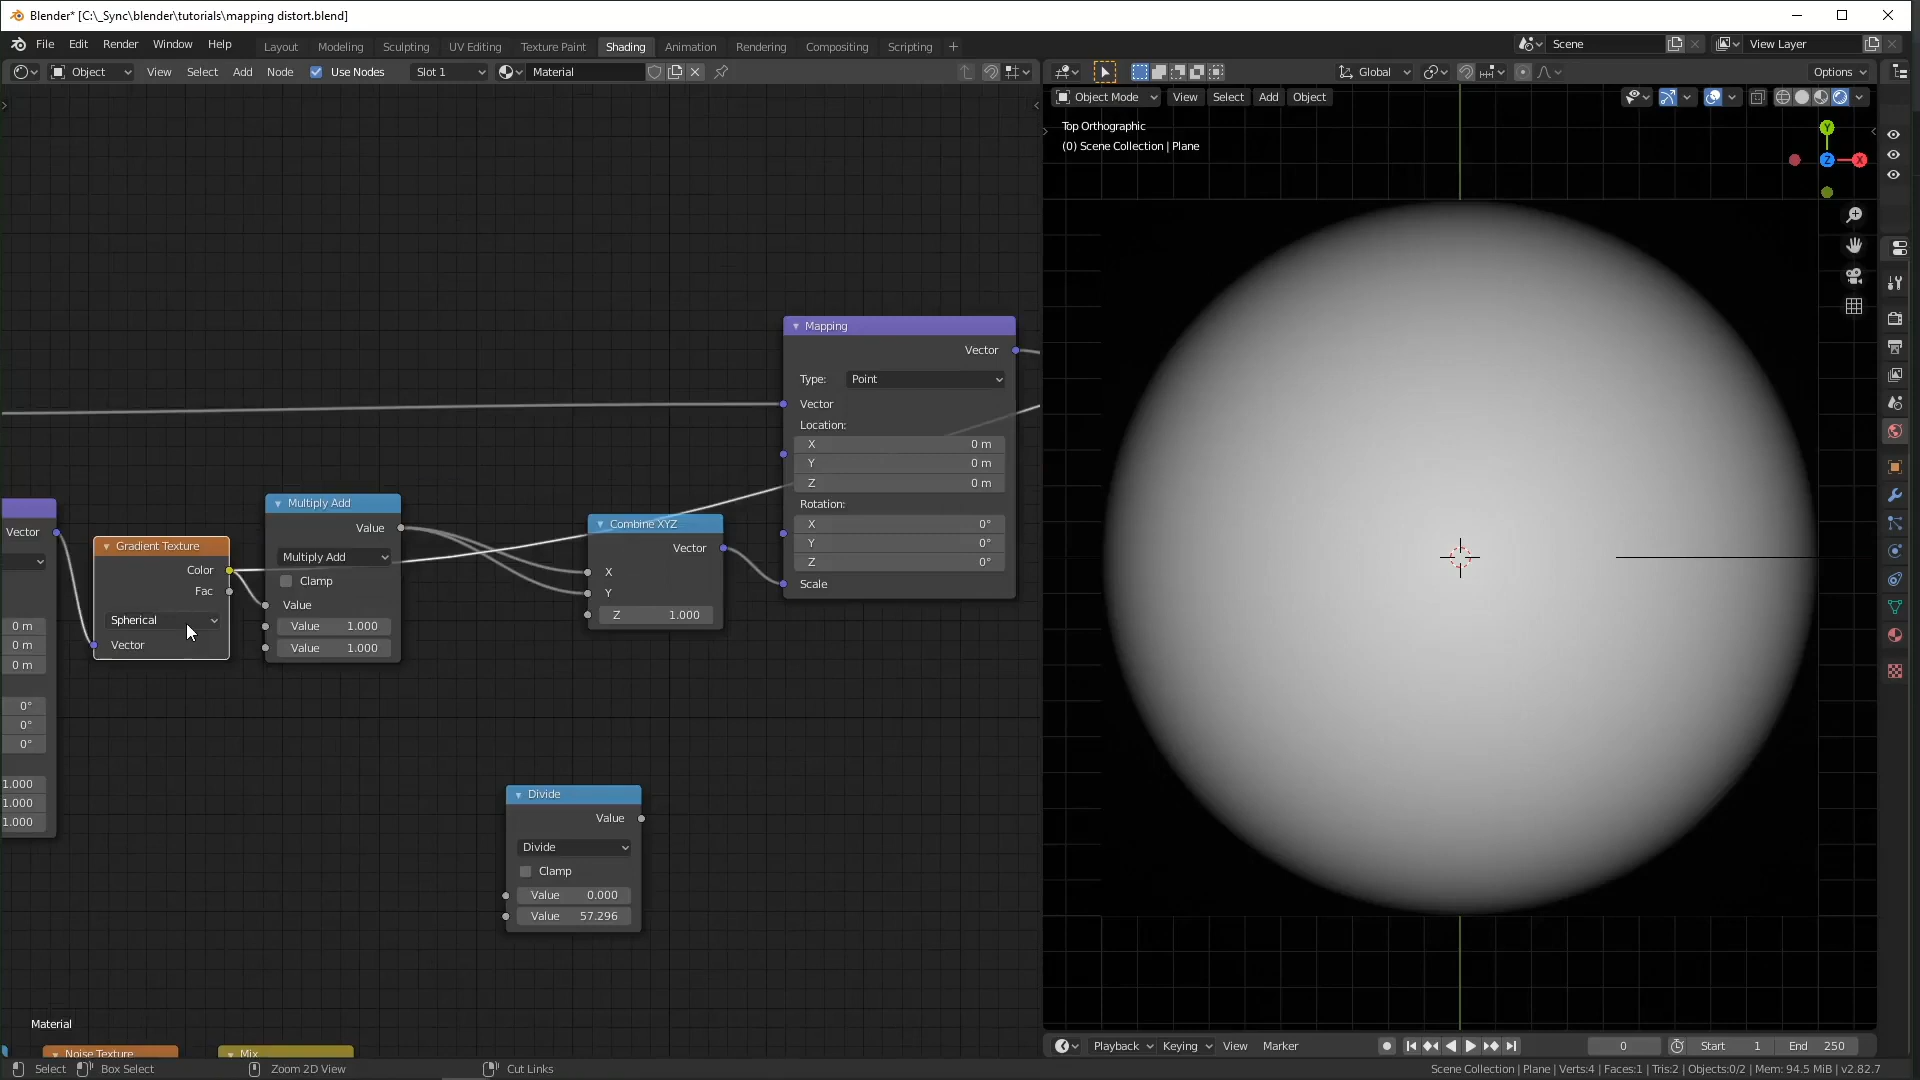 Blender* [C:\_Sync\blender\tutorials\mapping distort.blend]
File Edit Render Window Help Layout Modeling Sculpting UV Editing Texture Paint Shading Animation Rendering Compositing Scripting + Scene View Layer
Object View Select Add Node Use Nodes Slot 1 Material Global Options
Object Mode View Select Add Object
Top Orthographic
(0) Scene Collection | Plane
Y
Z X
Mapping
Vector
Type: Point
Vector
Location:
X 0 m
Y 0 m
Z 0 m
Rotation:
X 0°
Y 0°
Z 0°
Scale
Vector
0 m
0 m
0 m
0°
0°
0°
1.000
1.000
1.000
Gradient Texture
Color
Fac
Spherical
Vector
Multiply Add
Value
Multiply Add
Clamp
Value
Value 1.000
Value 1.000
Combine XYZ
Vector
X
Y
Z 1.000
Divide
Value
Divide
Clamp
Value 0.000
Value 57.296
Material
Noise Texture Mix
Playback Keying View Marker 0 Start 1 End 250
Select Box Select Zoom 2D View Cut Links Scene Collection | Plane | Verts:4 | Faces:1 | Tris:2 | Objects:0/2 | Mem: 94.5 MiB | v2.82.7